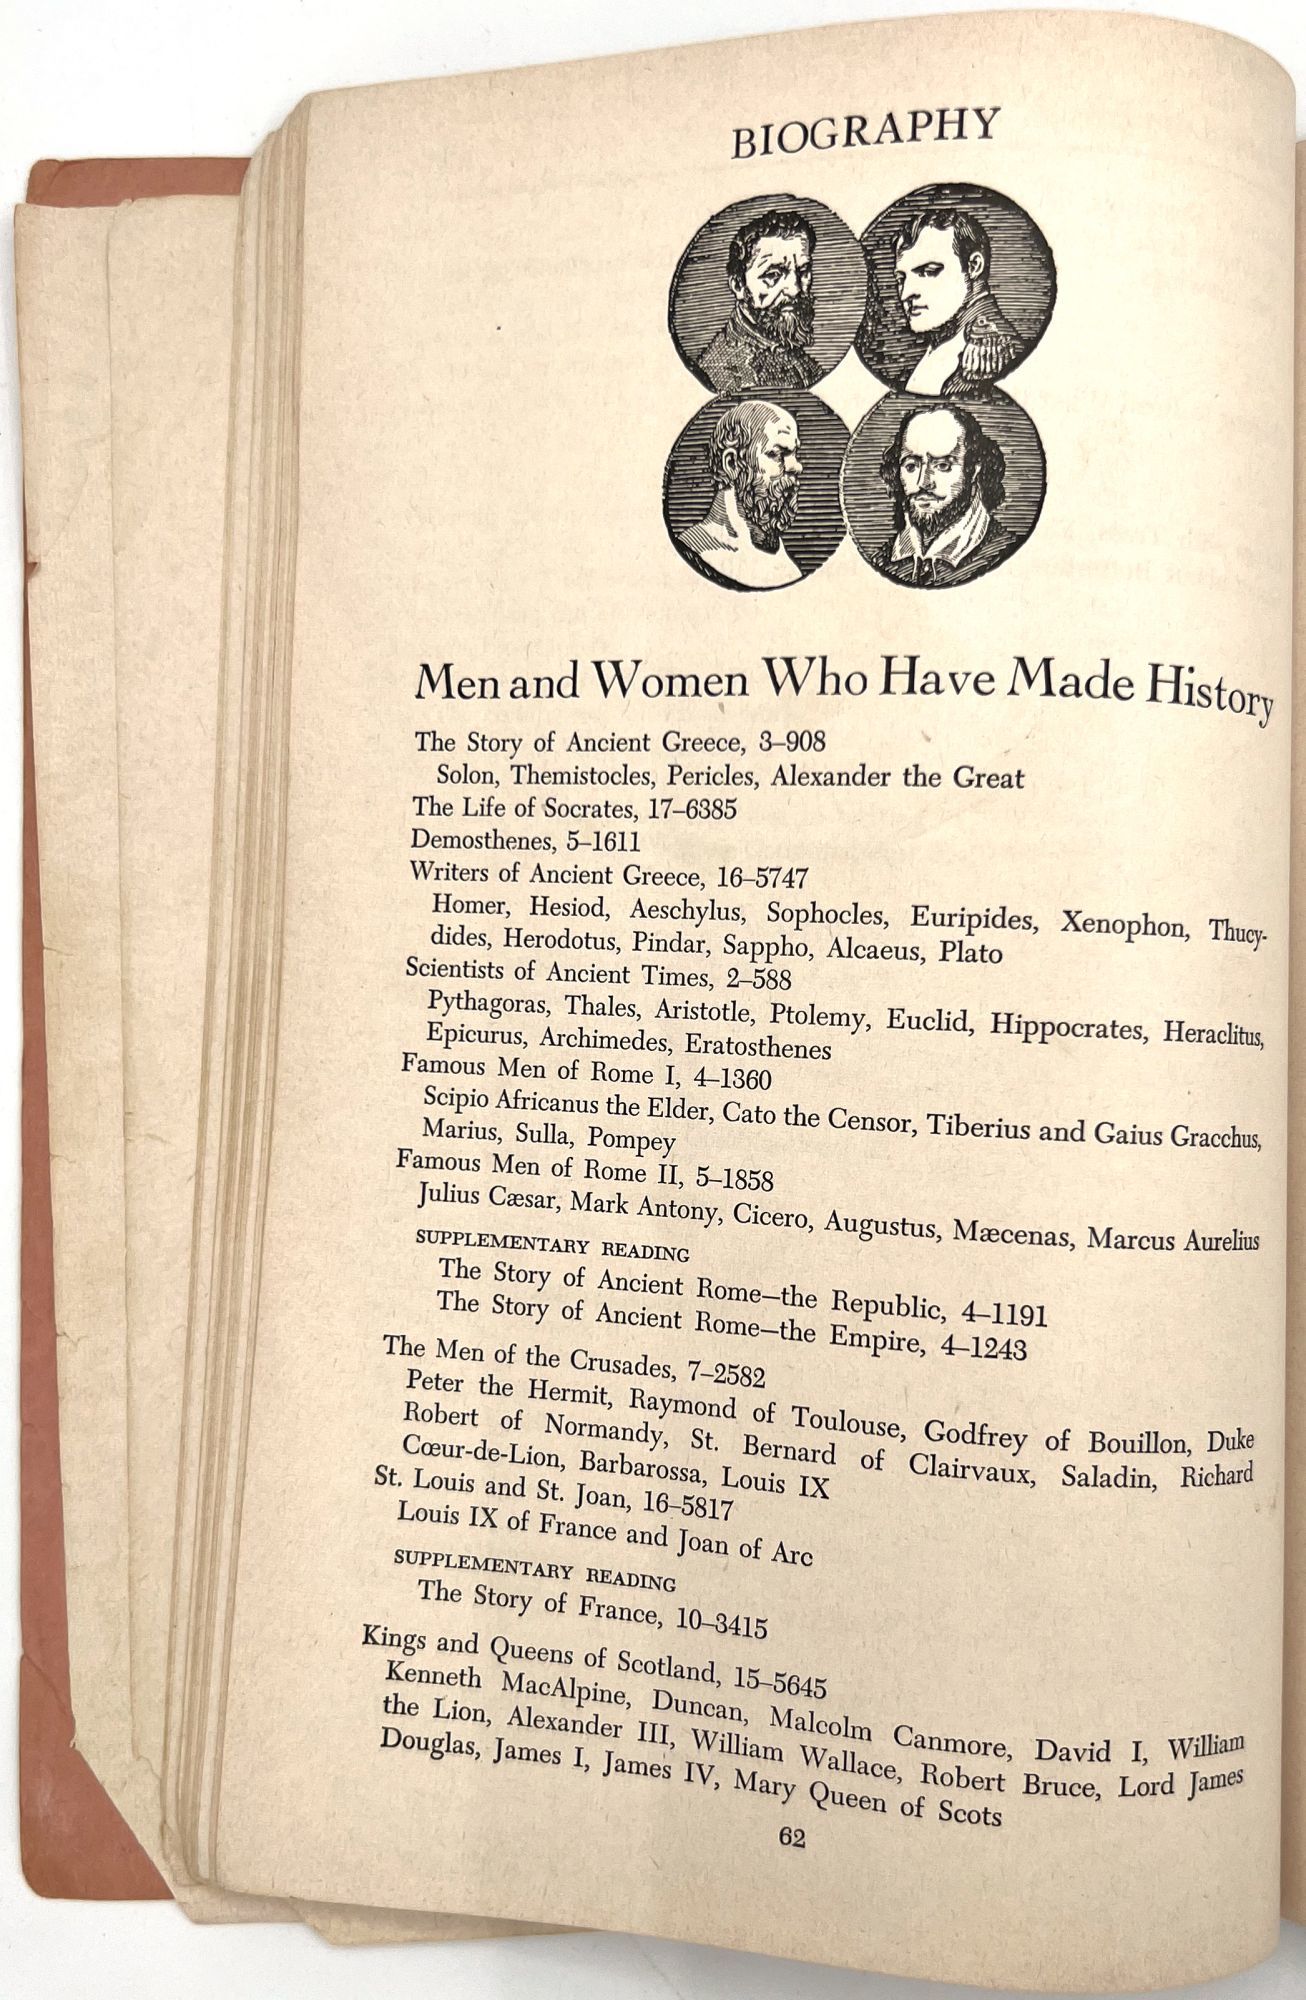 BIOGRAPHY
Men and Women Who Have Made History
The Story of Ancient Greece, 3–908
Solon, Themistocles, Pericles, Alexander the Great
The Life of Socrates, 17–6385
Demosthenes, 5–1611
Writers of Ancient Greece, 16–5747
Homer, Hesiod, Aeschylus, Sophocles, Euripides, Xenophon, Thucy-
dides, Herodotus, Pindar, Sappho, Alcaeus, Plato
Scientists of Ancient Times, 2–588
Pythagoras, Thales, Aristotle, Ptolemy, Euclid, Hippocrates, Heraclitus,
Epicurus, Archimedes, Eratosthenes
Famous Men of Rome I, 4–1360
Scipio Africanus the Elder, Cato the Censor, Tiberius and Gaius Gracchus,
Marius, Sulla, Pompey
Famous Men of Rome II, 5–1858
Julius Cæsar, Mark Antony, Cicero, Augustus, Mæcenas, Marcus Aurelius
SUPPLEMENTARY READING
The Story of Ancient Rome—the Republic, 4–1191
The Story of Ancient Rome—the Empire, 4–1243
The Men of the Crusades, 7–2582
Peter the Hermit, Raymond of Toulouse, Godfrey of Bouillon, Duke
Robert of Normandy, St. Bernard of Clairvaux, Saladin, Richard
Cœur-de-Lion, Barbarossa, Louis IX
St. Louis and St. Joan, 16–5817
Louis IX of France and Joan of Arc
SUPPLEMENTARY READING
The Story of France, 10–3415
Kings and Queens of Scotland, 15–5645
Kenneth MacAlpine, Duncan, Malcolm Canmore, David I, William
the Lion, Alexander III, William Wallace, Robert Bruce, Lord James
Douglas, James I, James IV, Mary Queen of Scots
62